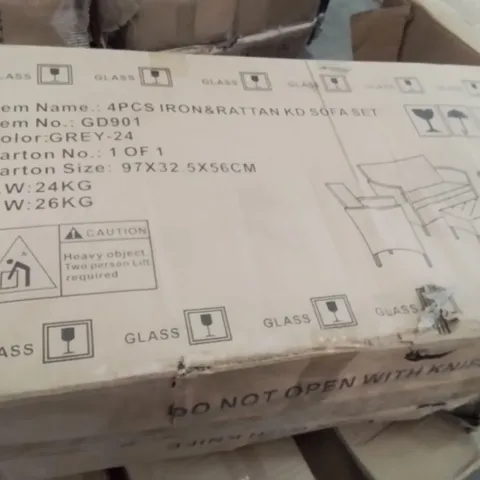 LASS GLASS GLASS GLASS GLASS GLASS
em Name.: 4PCS IRON&RATTAN KD SOFA SET
em No.: GD901
olor:GREY-24
arton No.: 1 OF 1
arton Size: 97X32.5X56CM
.W:24KG
.W:26KG
CAUTION
Heavy object
Two person Lift
required
ASS GLASS GLASS GLASS
DO NOT OPEN WITH KNIF